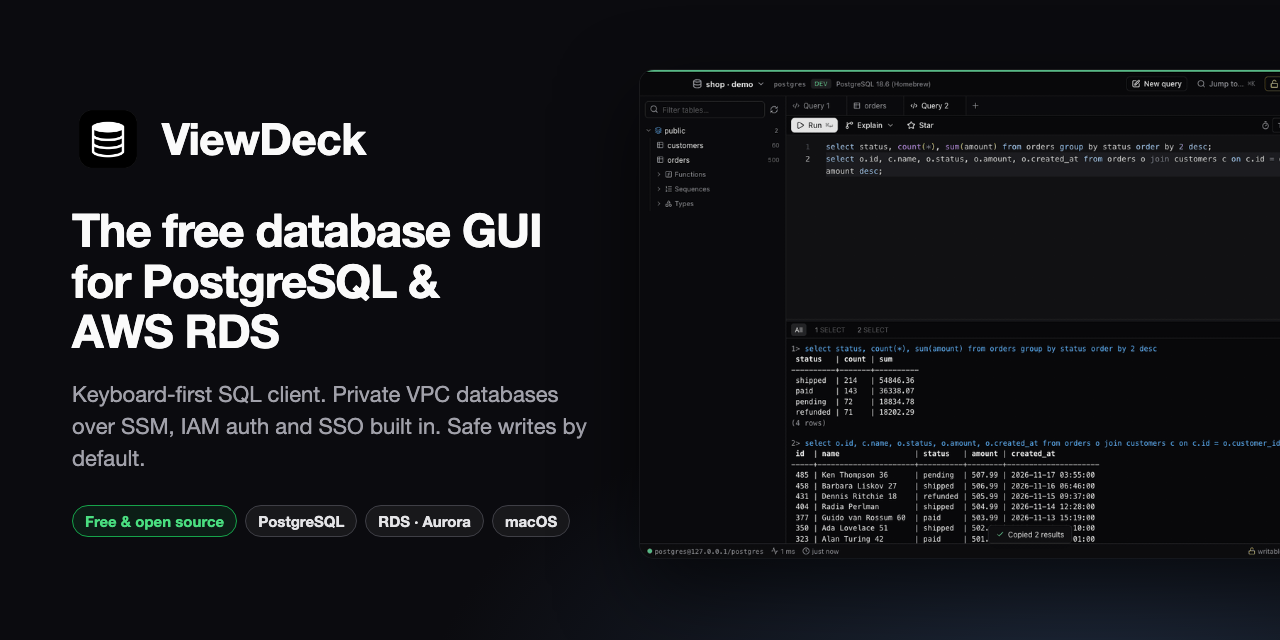 ViewDeck
The free database GUI
for PostgreSQL &
AWS RDS
Keyboard-first SQL client. Private VPC databases
over SSM, IAM auth and SSO built in. Safe writes by
default.
Free & open source
PostgreSQL
RDS · Aurora
macOS
shop · demo
postgres DEV PostgreSQL 18.6 (Homebrew)
New query
Jump to... ⌘K
Filter tables...
Query 1
orders
Query 2
public 2
customers 60
orders 500
Functions
Sequences
Types
Run
Explain
Star
1 select status, count(*), sum(amount) from orders group by status order by 2 desc;
2 select o.id, c.name, o.status, o.amount, o.created_at from orders o join customers c on c.id =
amount desc;
All 1 SELECT 2 SELECT
1> select status, count(*), sum(amount) from orders group by status order by 2 desc
status | count | sum
----------+-------+----------
shipped | 214 | 54846.36
paid | 143 | 36338.07
pending | 72 | 18834.78
refunded | 71 | 18202.29
(4 rows)
2> select o.id, c.name, o.status, o.amount, o.created_at from orders o join customers c on c.id = o.customer_id
id | name | status | amount | created_at
485 | Ken Thompson 36 | pending | 507.99 | 2026-11-17 03:55:00
458 | Barbara Liskov 27 | shipped | 506.99 | 2026-11-16 06:46:00
431 | Dennis Ritchie 18 | refunded | 505.99 | 2026-11-15 09:37:00
404 | Radia Perlman | shipped | 504.99 | 2026-11-14 12:28:00
377 | Guido van Rossum 60 | paid | 503.99 | 2026-11-13 15:19:00
350 | Ada Lovelace 51 | shipped | 502. 10:00
323 | Alan Turing 42 | paid | 501. 01:00
Copied 2 results
postgres@127.0.0.1/postgres 1 ms just now
writab